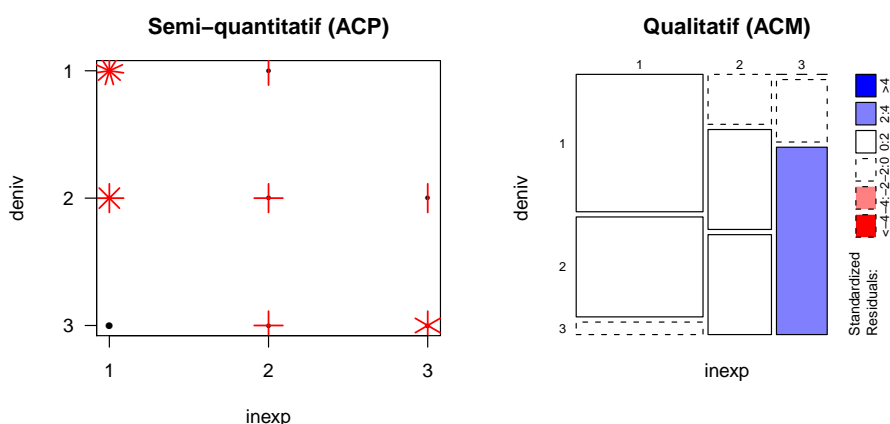 Semi−quantitatif (ACP)
1
2
3
deniv
1 2 3
inexp
Qualitatif (ACM)
1 2 3
1
2
3
deniv
inexp
Standardized
Residuals:
<−4 −4:−2 −2:0 0:2 2:4 >4